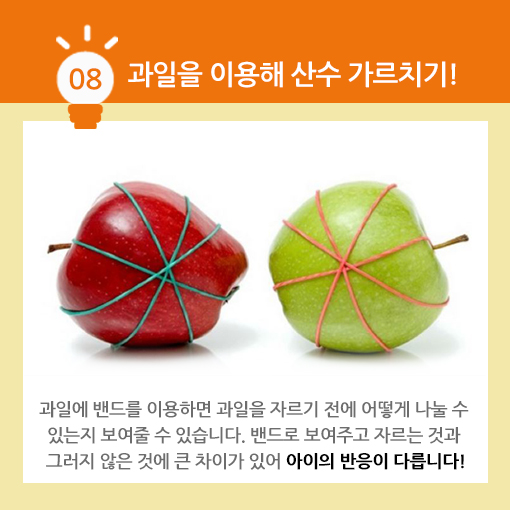 08
과일을 이용해 산수 가르치기!
과일에 밴드를 이용하면 과일을 자르기 전에 어떻게 나눌 수
있는지 보여줄 수 있습니다. 밴드로 보여주고 자르는 것과
그러지 않은 것에 큰 차이가 있어 아이의 반응이 다릅니다!